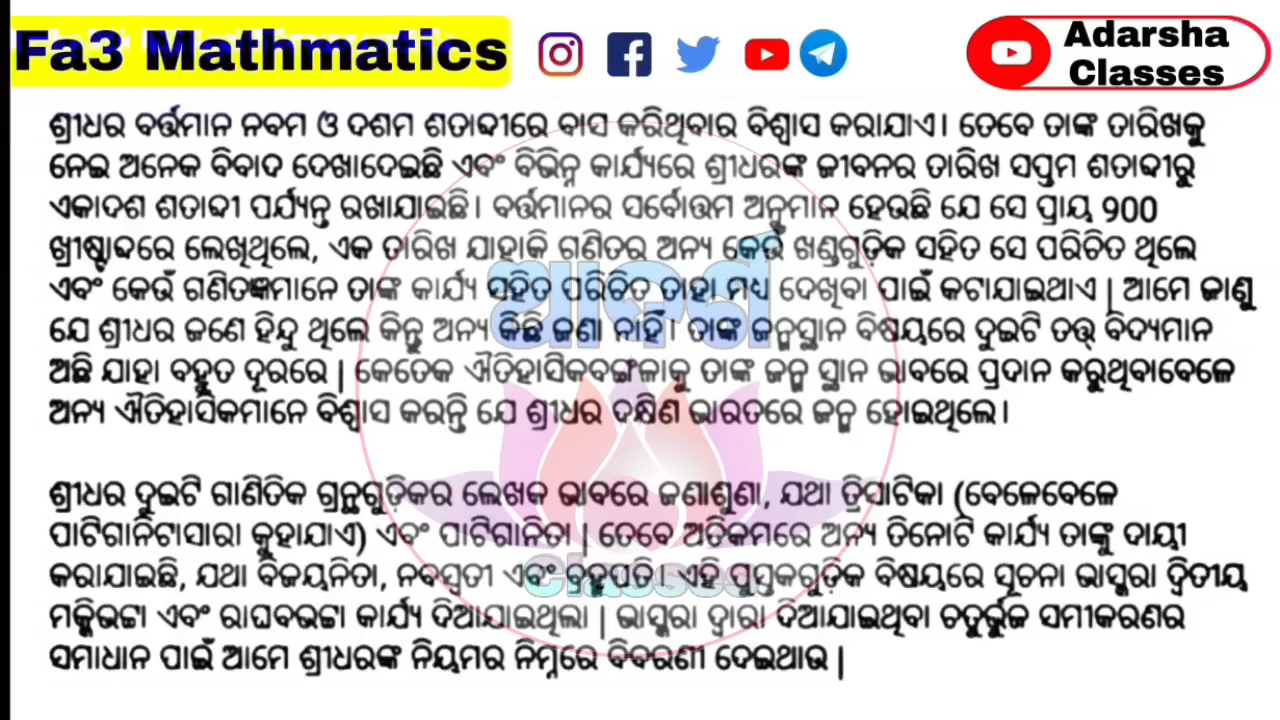 Fa3 Mathmatics
Adarsha
Classes
ଶ୍ରୀଧର ବର୍ତ୍ତମାନ ନବମ ଓ ଦଶମ ଶତାବ୍ଦୀରେ ବାସ କରିଥିବାର ବିଶ୍ୱାସ କରାଯାଏ। ତେବେ ତାଙ୍କ ତାରିଖକୁ
ନେଇ ଅନେକ ବିବାଦ ଦେଖାଦେଇଛି ଏବଂ ବିଭିନ୍ନ କାର୍ଯ୍ୟରେ ଶ୍ରୀଧରଙ୍କ ଜୀବନର ତାରିଖ ସପ୍ତମ ଶତାବ୍ଦୀରୁ
ଏକାଦଶ ଶତାବ୍ଦୀ ପର୍ଯ୍ୟନ୍ତ ରଖାଯାଇଛି। ବର୍ତ୍ତମାନର ସର୍ବୋତ୍ତମ ଅନୁମାନ ହେଉଛି ଯେ ସେ ପ୍ରାୟ 900
ଖ୍ରୀଷ୍ଟାବ୍ଦରେ ଲେଖିଥିଲେ, ଏକ ତାରିଖ ଯାହାକି ଗଣିତର ଅନ୍ୟ କେଉଁ ଖଣ୍ଡଗୁଡ଼ିକ ସହିତ ସେ ପରିଚିତ ଥିଲେ
ଏବଂ କେଉଁ ଗଣିତଜ୍ଞମାନେ ତାଙ୍କ କାର୍ଯ୍ୟ ସହିତ ପରିଚିତ ତାହା ମଧ୍ୟ ଦେଖିବା ପାଇଁ କଟାଯାଇଥାଏ | ଆମେ ଜାଣୁ
ଯେ ଶ୍ରୀଧର ଜଣେ ହିନ୍ଦୁ ଥିଲେ କିନ୍ତୁ ଅନ୍ୟ କିଛି ଜଣା ନାହିଁ। ତାଙ୍କ ଜନ୍ମସ୍ଥାନ ବିଷୟରେ ଦୁଇଟି ତତ୍ତ୍ୱ ବିଦ୍ୟମାନ
ଅଛି ଯାହା ବହୁତ ଦୂରରେ | କେତେକ ଐତିହାସିକବଙ୍ଗଳାକୁ ତାଙ୍କ ଜନ୍ମ ସ୍ଥାନ ଭାବରେ ପ୍ରଦାନ କରୁଥିବାବେଳେ
ଅନ୍ୟ ଐତିହାସିକମାନେ ବିଶ୍ୱାସ କରନ୍ତି ଯେ ଶ୍ରୀଧର ଦକ୍ଷିଣ ଭାରତରେ ଜନ୍ମ ହୋଇଥିଲେ।
ଆଦର୍ଶ
Classes
ଶ୍ରୀଧର ଦୁଇଟି ଗାଣିତିକ ଗ୍ରନ୍ଥଗୁଡ଼ିକର ଲେଖକ ଭାବରେ ଜଣାଶୁଣା, ଯଥା ତ୍ରିସାଟିକା (ବେଳେବେଳେ
ପାଟିଗାନିଟାସାରା କୁହାଯାଏ) ଏବଂ ପାଟିଗାନିତା | ତେବେ ଅତିକମରେ ଅନ୍ୟ ତିନୋଟି କାର୍ଯ୍ୟ ତାଙ୍କୁ ଦାୟୀ
କରାଯାଇଛି, ଯଥା ବିଜୟନିତା, ନବସ୍ୱତୀ ଏବଂ ବୃହପତି। ଏହି ପୁସ୍ତକଗୁଡ଼ିକ ବିଷୟରେ ସୂଚନା ଭାସ୍କରା ଦ୍ୱିତୀୟ
ମକ୍କିଭଟ୍ଟା ଏବଂ ରାଘବଭଟ୍ଟା କାର୍ଯ୍ୟ ଦିଆଯାଇଥିଲା | ଭାସ୍କରା ଦ୍ୱାରା ଦିଆଯାଇଥିବା ଚତୁର୍ଭୁଜ ସମୀକରଣର
ସମାଧାନ ପାଇଁ ଆମେ ଶ୍ରୀଧରଙ୍କ ନିୟମର ନିମ୍ନରେ ବିବରଣୀ ଦେଇଥାଉ |